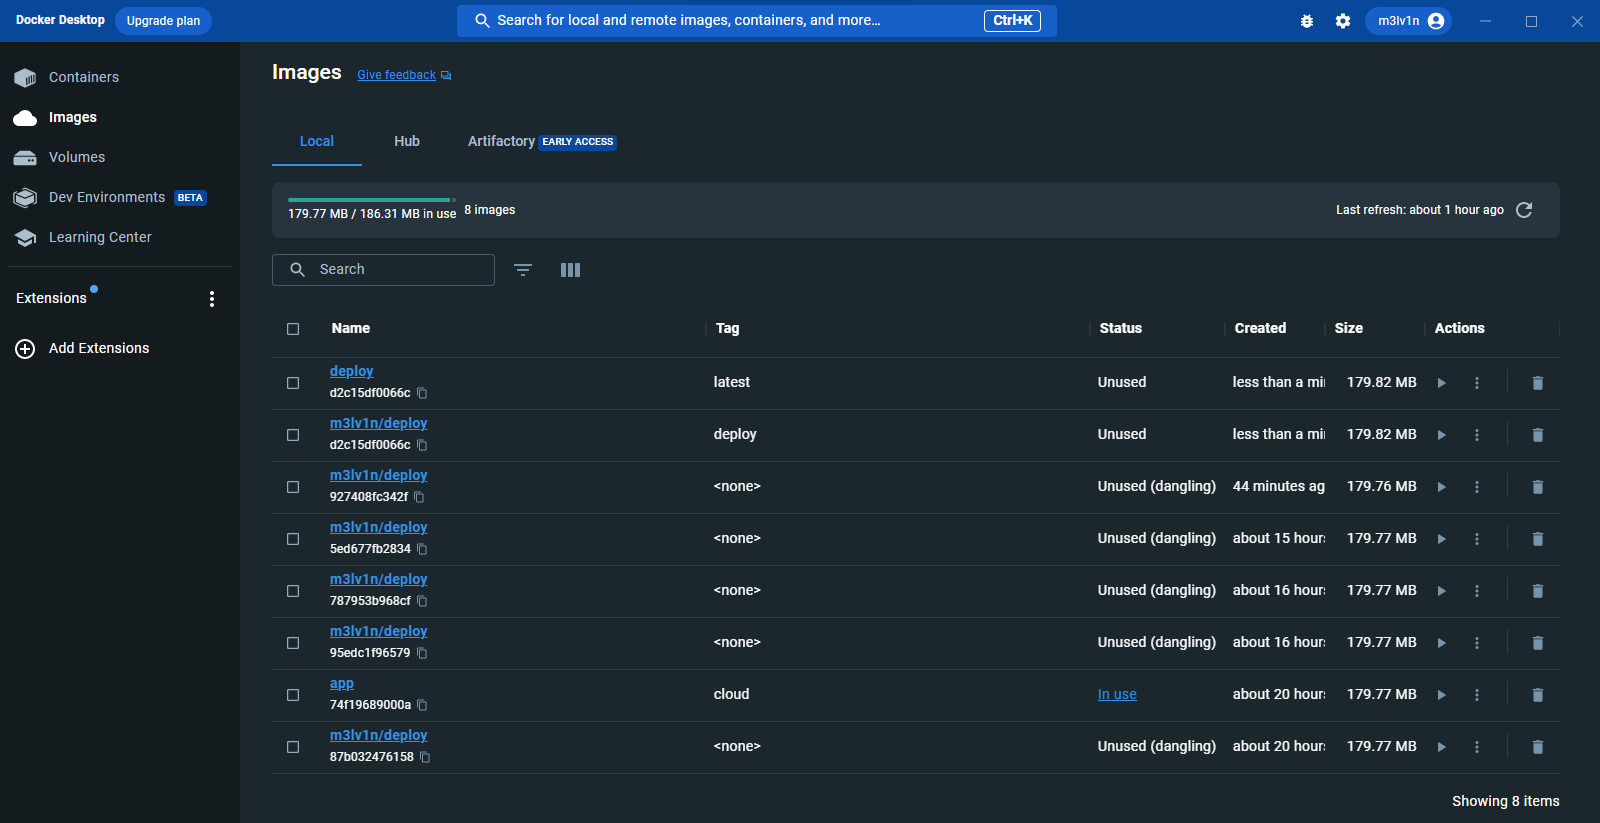 Docker Desktop Upgrade plan Search for local and remote images, containers, and more... Ctrl+K m3lv1n
Containers
Images
Volumes
Dev Environments BETA
Learning Center
Extensions
Add Extensions
Images Give feedback
Local Hub Artifactory EARLY ACCESS
179.77 MB / 186.31 MB in use 8 images Last refresh: about 1 hour ago
Search
Name Tag Status Created Size Actions
deploy
d2c15df0066c latest Unused less than a mi 179.82 MB
m3lv1n/deploy
d2c15df0066c deploy Unused less than a mi 179.82 MB
m3lv1n/deploy
927408fc342f <none> Unused (dangling) 44 minutes ag 179.76 MB
m3lv1n/deploy
5ed677fb2834 <none> Unused (dangling) about 15 hours 179.77 MB
m3lv1n/deploy
787953b968cf <none> Unused (dangling) about 16 hours 179.77 MB
m3lv1n/deploy
95edc1f96579 <none> Unused (dangling) about 16 hours 179.77 MB
app
74f19689000a cloud In use about 20 hours 179.77 MB
m3lv1n/deploy
87b032476158 <none> Unused (dangling) about 20 hours 179.77 MB
Showing 8 items